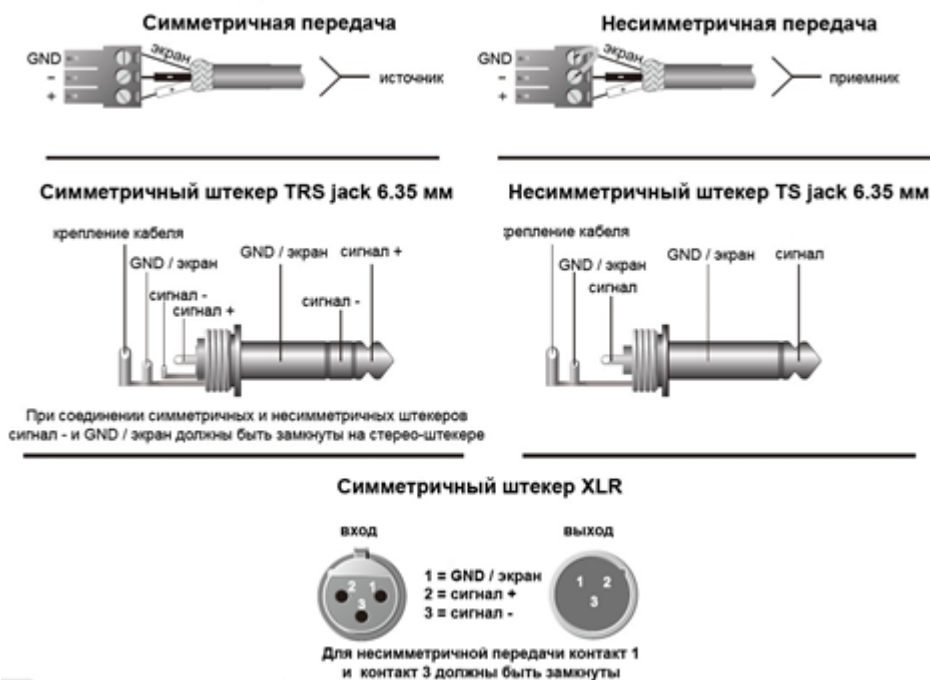 Симметричная передача
GND
экран
−
+
источник
Несимметричная передача
GND
экран
−
+
приемник
Симметричный штекер TRS jack 6.35 мм
крепление кабеля
GND / экран
сигнал -
сигнал +
GND / экран
сигнал +
сигнал -
При соединении симметричных и несимметричных штекеров
сигнал - и GND / экран должны быть замкнуты на стерео-штекере
Несимметричный штекер TS jack 6.35 мм
крепление кабеля
GND / экран
сигнал
GND / экран
сигнал
Симметричный штекер XLR
вход
2 1
3
1 = GND / экран
2 = сигнал +
3 = сигнал -
выход
1 2
3
Для несимметричной передачи контакт 1
и контакт 3 должны быть замкнуты